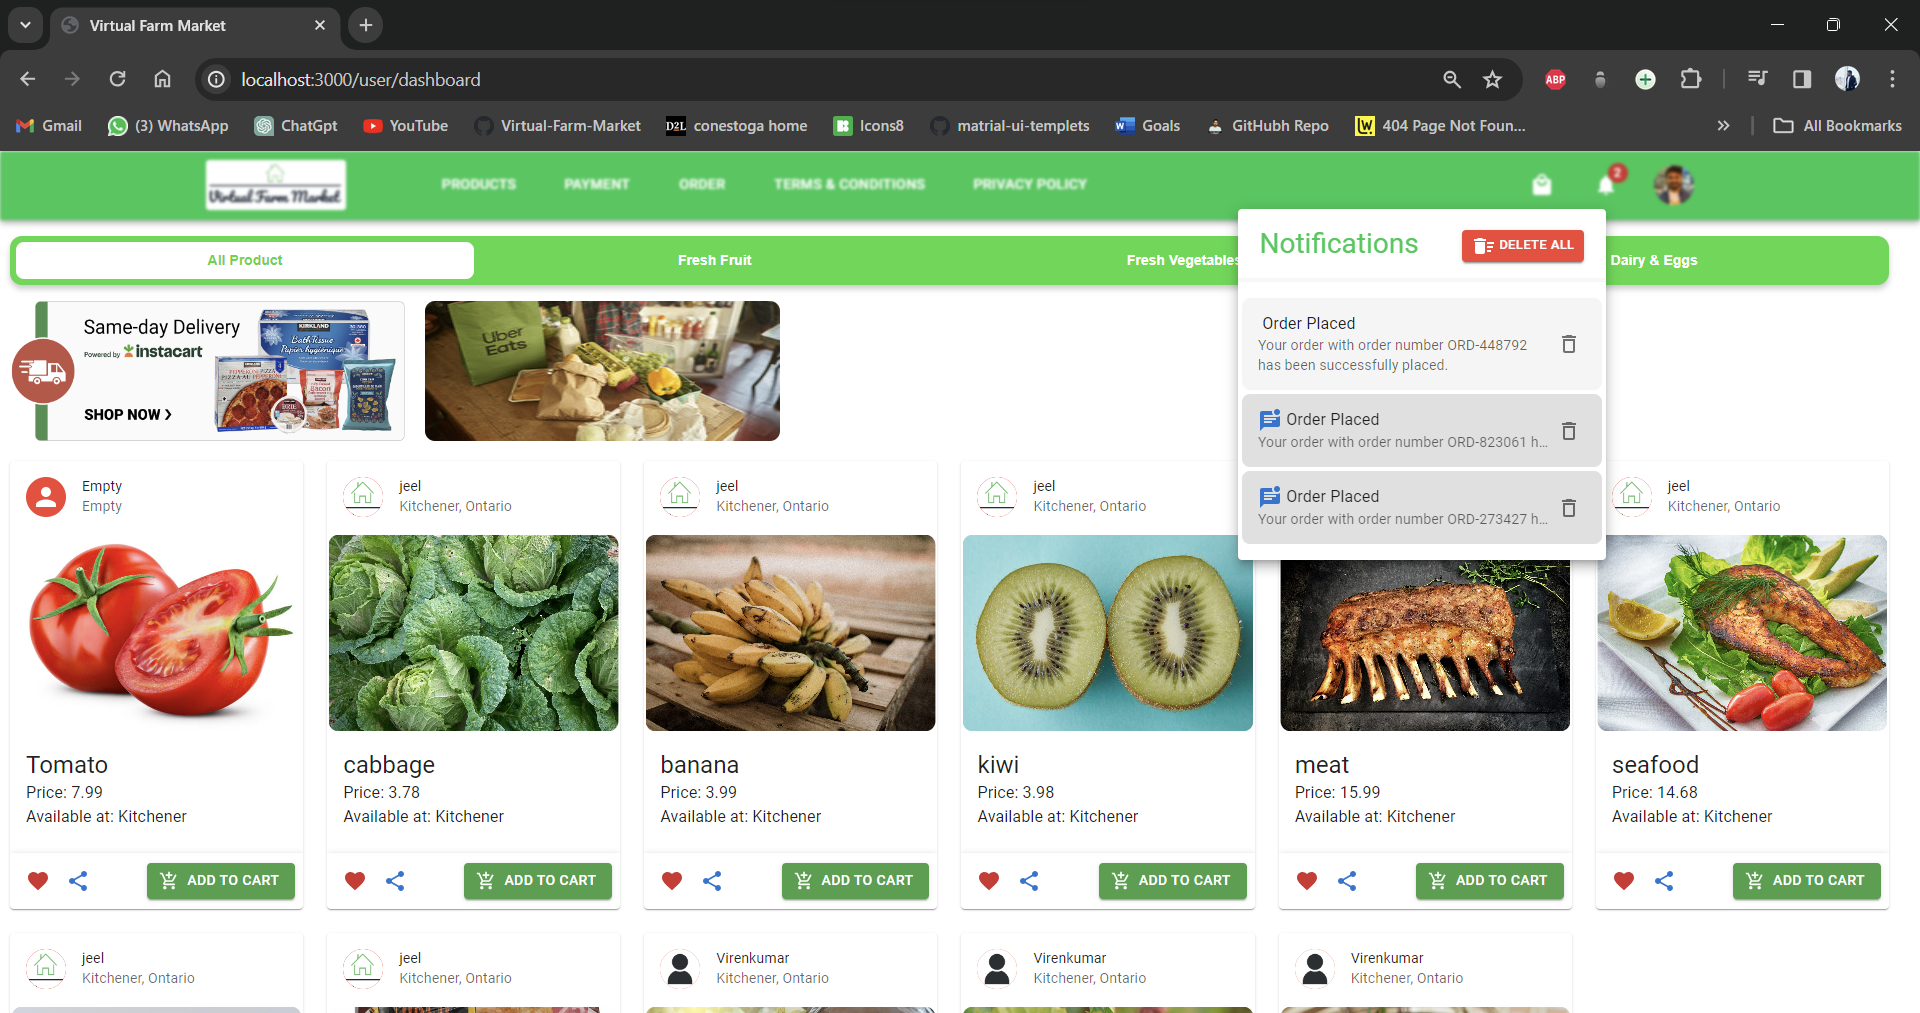 Virtual Farm Market
localhost:3000/user/dashboard
ABP
Gmail
(3) WhatsApp
ChatGpt
YouTube
Virtual-Farm-Market
D2L conestoga home
Icons8
matrial-ui-templets
Goals
GitHubh Repo
404 Page Not Foun...
All Bookmarks
Virtual Farm Market
PRODUCTS
PAYMENT
ORDER
TERMS & CONDITIONS
PRIVACY POLICY
2
All Product
Fresh Fruit
Fresh Vegetables
Dairy & Eggs
Notifications
DELETE ALL
Order Placed
Your order with order number ORD-448792
has been successfully placed.
Order Placed
Your order with order number ORD-823061 h...
Order Placed
Your order with order number ORD-273427 h...
Same-day Delivery
Powered by instacart
SHOP NOW
KIRKLAND
Bath Tissue
Papier hygiénique
Uber
Eats
Empty
Empty
jeel
Kitchener, Ontario
jeel
Kitchener, Ontario
jeel
Kitchener, Ontario
jeel
Kitchener, Ontario
Tomato
Price: 7.99
Available at: Kitchener
ADD TO CART
cabbage
Price: 3.78
Available at: Kitchener
ADD TO CART
banana
Price: 3.99
Available at: Kitchener
ADD TO CART
kiwi
Price: 3.98
Available at: Kitchener
ADD TO CART
meat
Price: 15.99
Available at: Kitchener
ADD TO CART
seafood
Price: 14.68
Available at: Kitchener
ADD TO CART
jeel
Kitchener, Ontario
jeel
Kitchener, Ontario
Virenkumar
Kitchener, Ontario
Virenkumar
Kitchener, Ontario
Virenkumar
Kitchener, Ontario